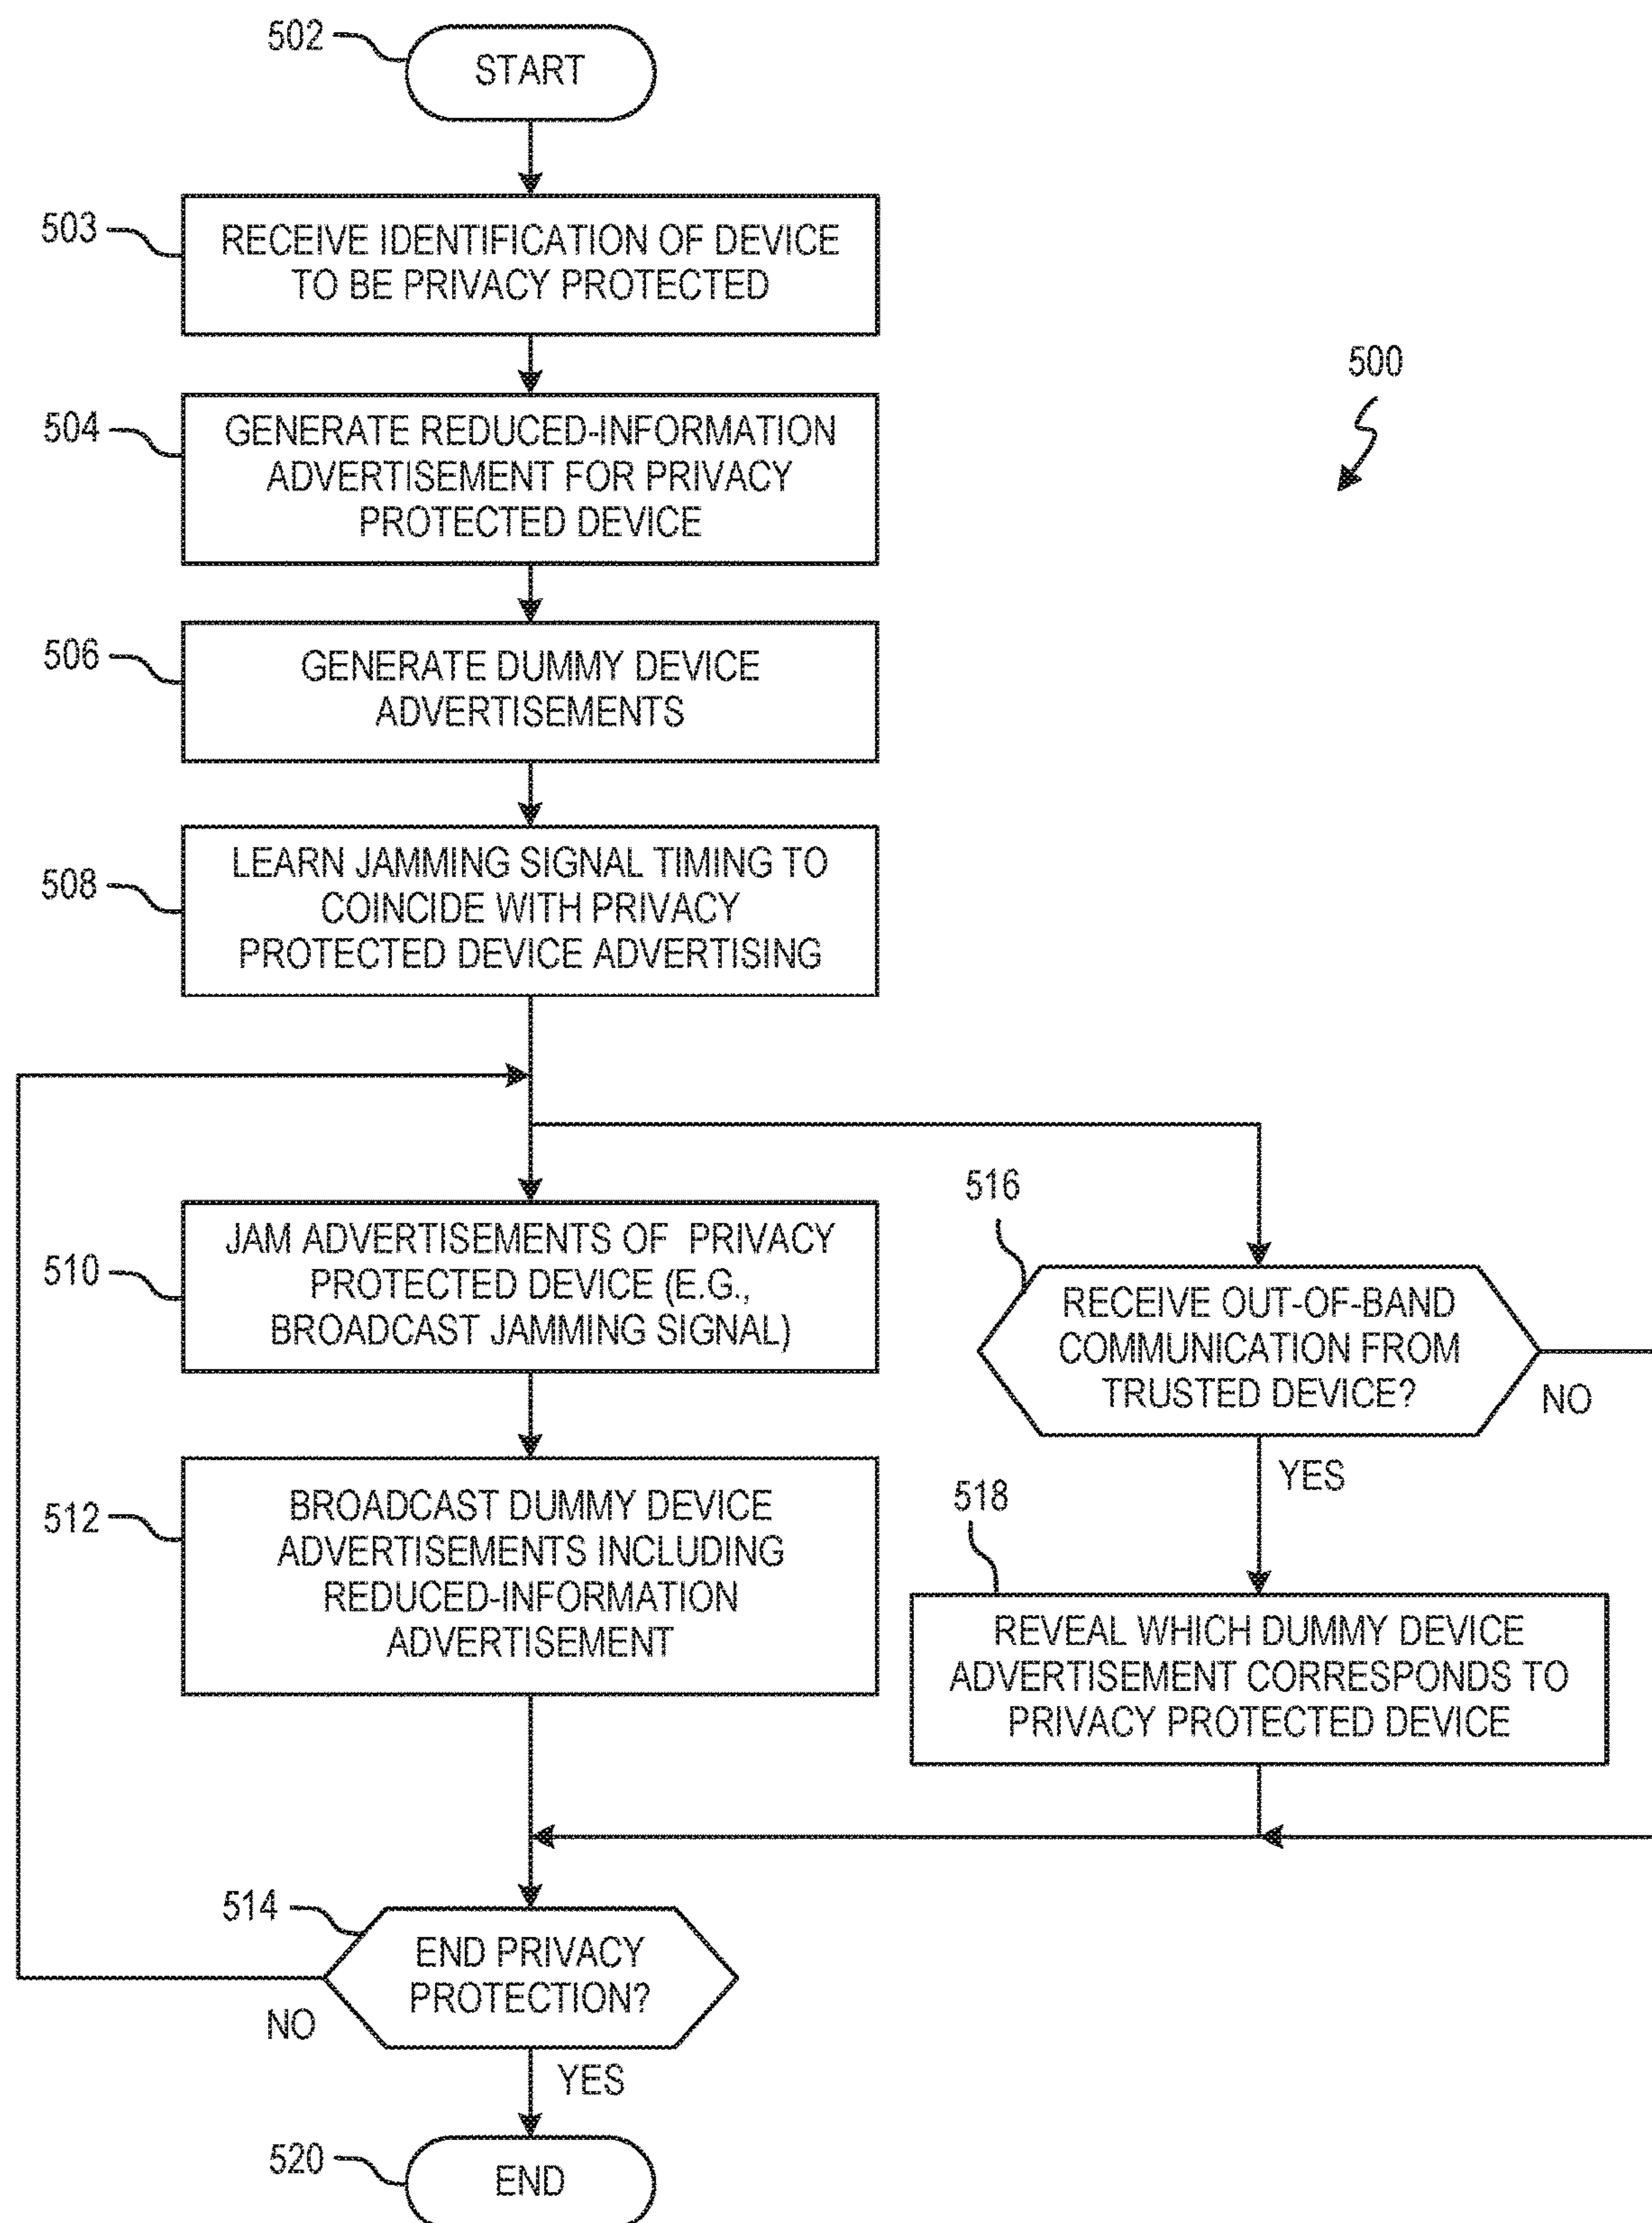 502
START
503
RECEIVE IDENTIFICATION OF DEVICE
TO BE PRIVACY PROTECTED
500
504
GENERATE REDUCED-INFORMATION
ADVERTISEMENT FOR PRIVACY
PROTECTED DEVICE
506
GENERATE DUMMY DEVICE
ADVERTISEMENTS
508
LEARN JAMMING SIGNAL TIMING TO
COINCIDE WITH PRIVACY
PROTECTED DEVICE ADVERTISING
510
JAM ADVERTISEMENTS OF PRIVACY
PROTECTED DEVICE (E.G.,
BROADCAST JAMMING SIGNAL)
516
RECEIVE OUT-OF-BAND
COMMUNICATION FROM
TRUSTED DEVICE?
NO
YES
512
BROADCAST DUMMY DEVICE
ADVERTISEMENTS INCLUDING
REDUCED-INFORMATION
ADVERTISEMENT
518
REVEAL WHICH DUMMY DEVICE
ADVERTISEMENT CORRESPONDS TO
PRIVACY PROTECTED DEVICE
514
END PRIVACY
PROTECTION?
NO
YES
520
END